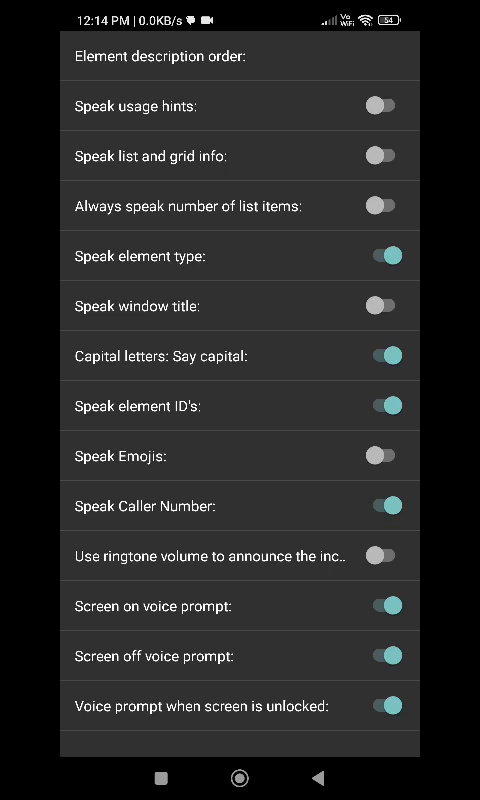 12:14 PM | 0.0KB/s Vo WiFi 54
Element description order:
Speak usage hints:
Speak list and grid info:
Always speak number of list items:
Speak element type:
Speak window title:
Capital letters: Say capital:
Speak element ID's:
Speak Emojis:
Speak Caller Number:
Use ringtone volume to announce the inc..
Screen on voice prompt:
Screen off voice prompt:
Voice prompt when screen is unlocked: